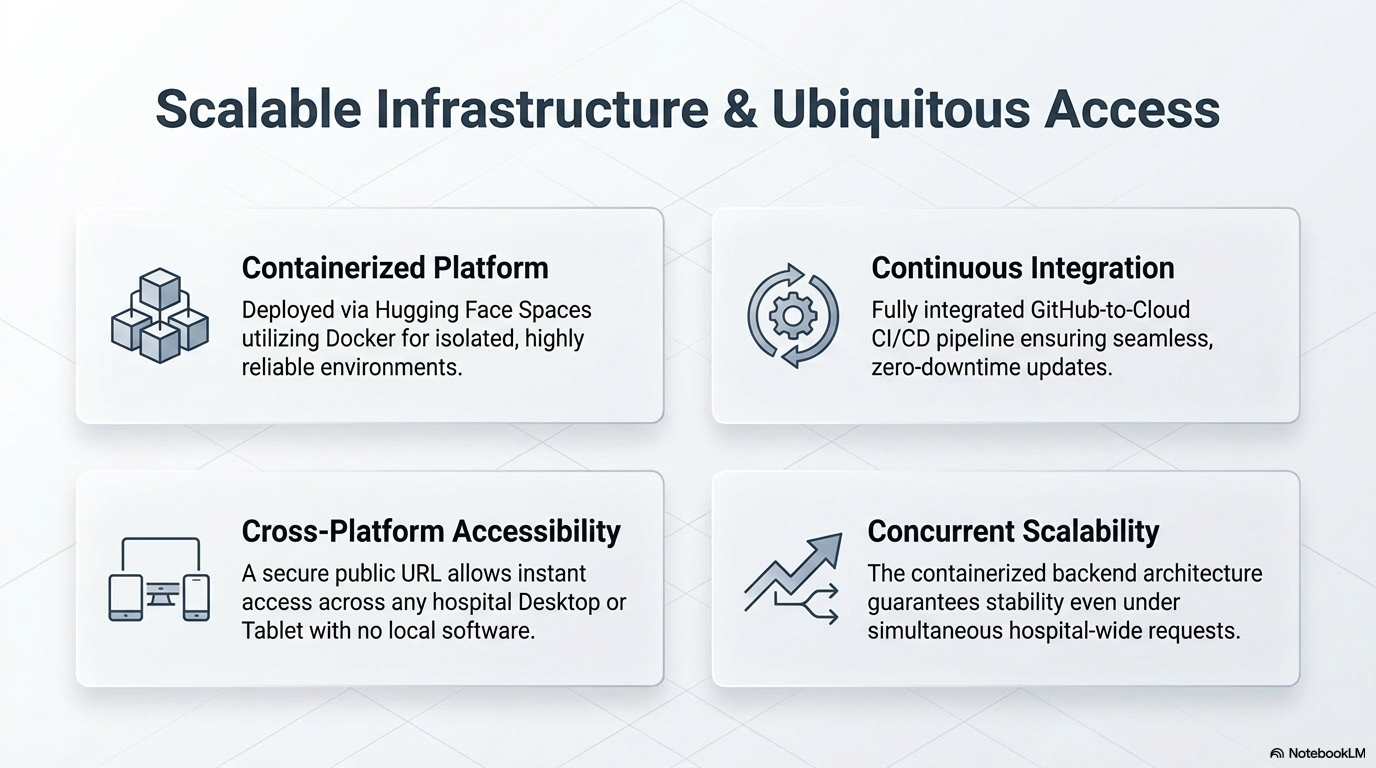 Scalable Infrastructure & Ubiquitous Access
Containerized Platform
Deployed via Hugging Face Spaces
utilizing Docker for isolated, highly
reliable environments.
Continuous Integration
Fully integrated GitHub-to-Cloud
CI/CD pipeline ensuring seamless,
zero-downtime updates.
Cross-Platform Accessibility
A secure public URL allows instant
access across any hospital Desktop or
Tablet with no local software.
Concurrent Scalability
The containerized backend architecture
guarantees stability even under
simultaneous hospital-wide requests.
NotebookLM